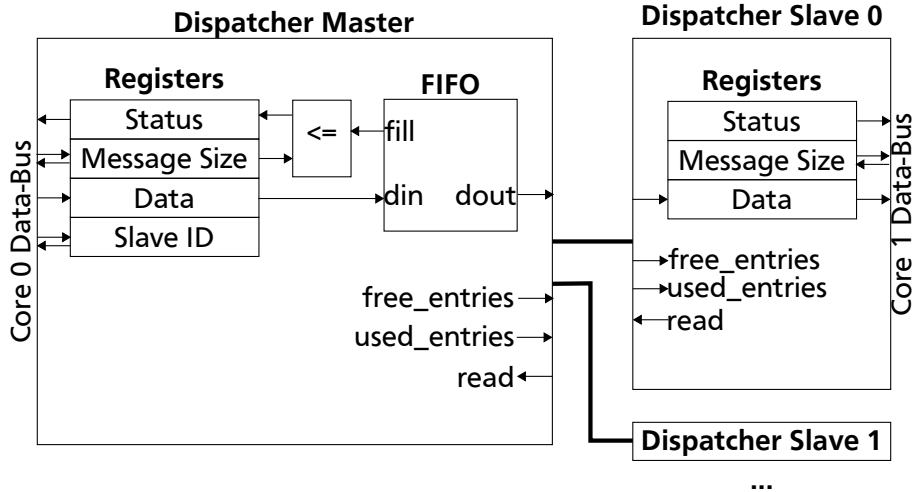 Dispatcher Master
Registers
Status
Message Size
Data
Slave ID
<=
FIFO
fill
din dout
free_entries
used_entries
read
Core 0 Data-Bus
Dispatcher Slave 0
Registers
Status
Message Size
Data
free_entries
used_entries
read
Core 1 Data-Bus
Dispatcher Slave 1
...